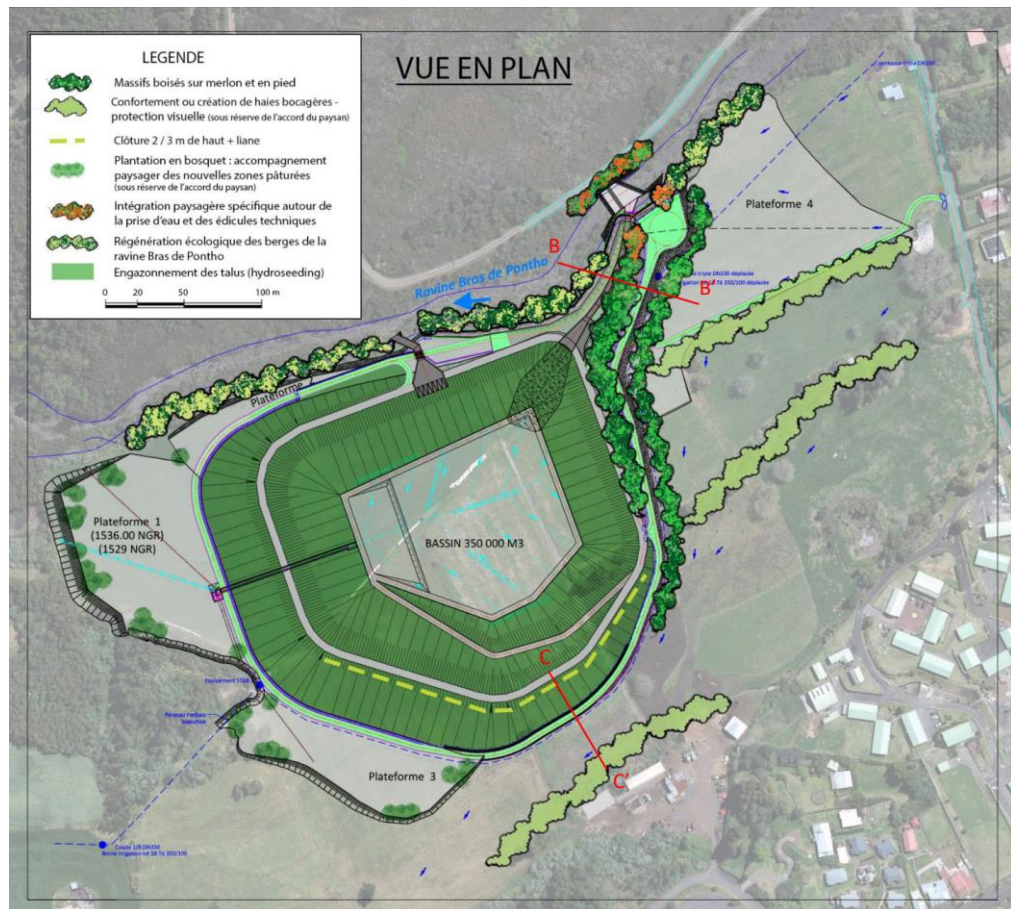 VUE EN PLAN
LEGENDE
Massifs boisés sur merlon et en pied
Confortement ou création de haies bocagères -
protection visuelle (sous réserve de l'accord du paysan)
Clôture 2 / 3 m de haut + liane
Plantation en bosquet : accompagnement
paysager des nouvelles zones pâturées
(sous réserve de l'accord du paysan)
Intégration paysagère spécifique autour de
la prise d'eau et des édicules techniques
Régénération écologique des berges de la
ravine Bras de Pontho
Engazonnement des talus (hydroseeding)
0 20 50 100 m
Plateforme 4
B
Ravine Bras de Pontho
triple DN100 déplacée
B'
Plateforme
Plateforme 1
(1536.00 NGR)
(1529 NGR)
BASSIN 350 000 M3
C
Plateforme 3
C'